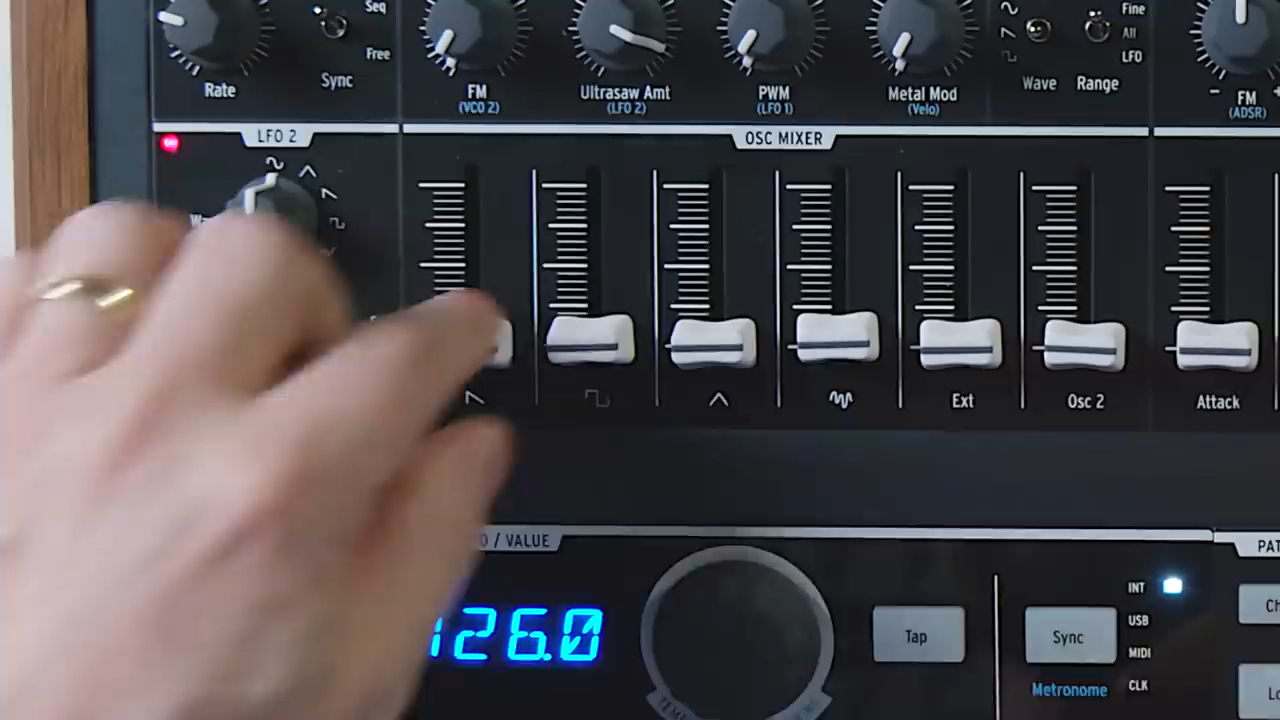 Seq
Free
Sync
Rate
FM
(VCO 2)
Ultrasaw Amt
(LFO 2)
PWM
(LFO 1)
Metal Mod
(Velo)
Wave
Fine
All
LFO
Range
FM
(ADSR)
LFO 2
OSC MIXER
Ext
Osc 2
Attack
/ VALUE
126.0
Tap
Sync
Metronome
INT
USB
MIDI
CLK